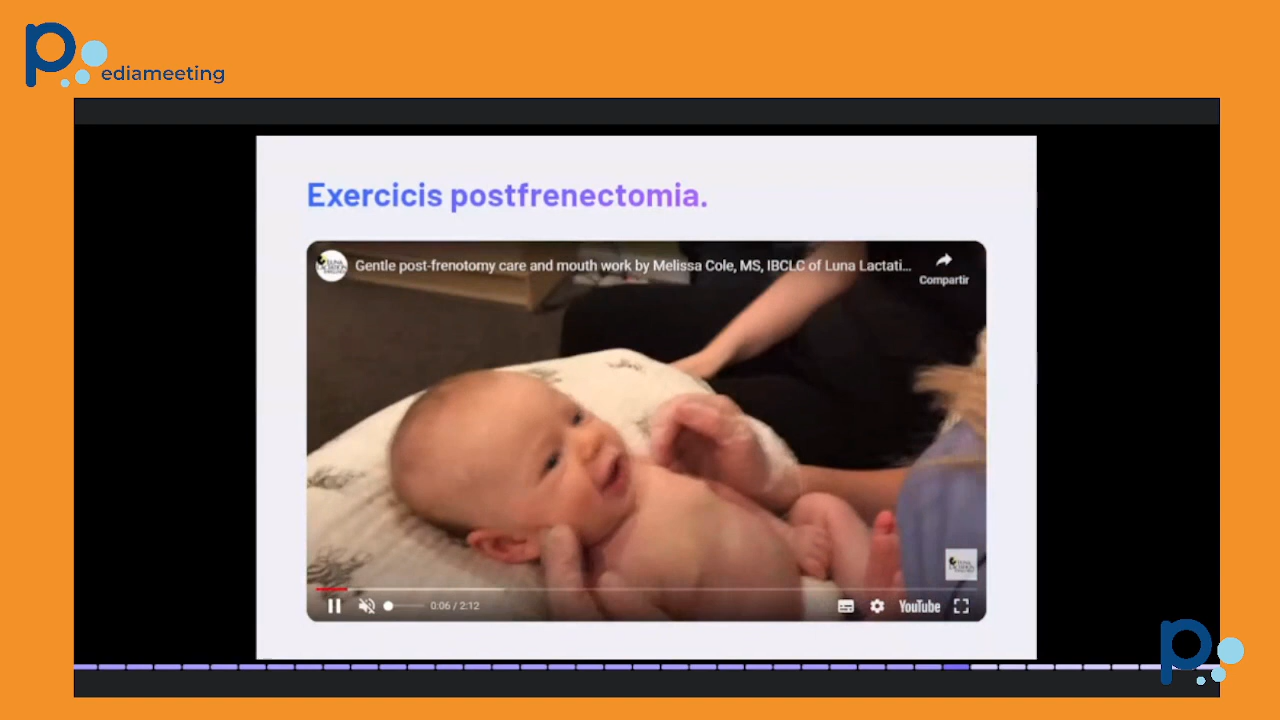 pediameeting
Exercicis postfrenectomia.
Gentle post-frenotomy care and mouth work by Melissa Cole, MS, IBCLC of Luna Lactati...
Compartir
0:06 / 2:12
YouTube
p